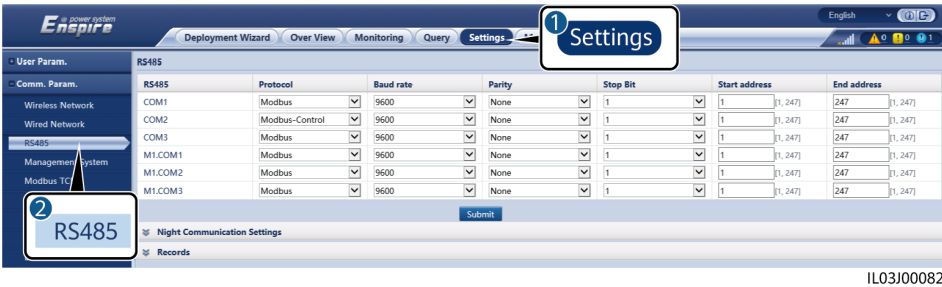 e power system
Enspire
English
Deployment Wizard Over View Monitoring Query Settings
1 Settings
0 0 1
User Param.
RS485
Comm. Param.
Wireless Network
Wired Network
RS485
Management System
Modbus TC
2 RS485
RS485 Protocol Baud rate Parity Stop Bit Start address End address
COM1 Modbus 9600 None 1 1 [1, 247] 247 [1, 247]
COM2 Modbus-Control 9600 None 1 1 [1, 247] 247 [1, 247]
COM3 Modbus 9600 None 1 1 [1, 247] 247 [1, 247]
M1.COM1 Modbus 9600 None 1 1 [1, 247] 247 [1, 247]
M1.COM2 Modbus 9600 None 1 1 [1, 247] 247 [1, 247]
M1.COM3 Modbus 9600 None 1 1 [1, 247] 247 [1, 247]
Submit
Night Communication Settings
Records
IL03J00082